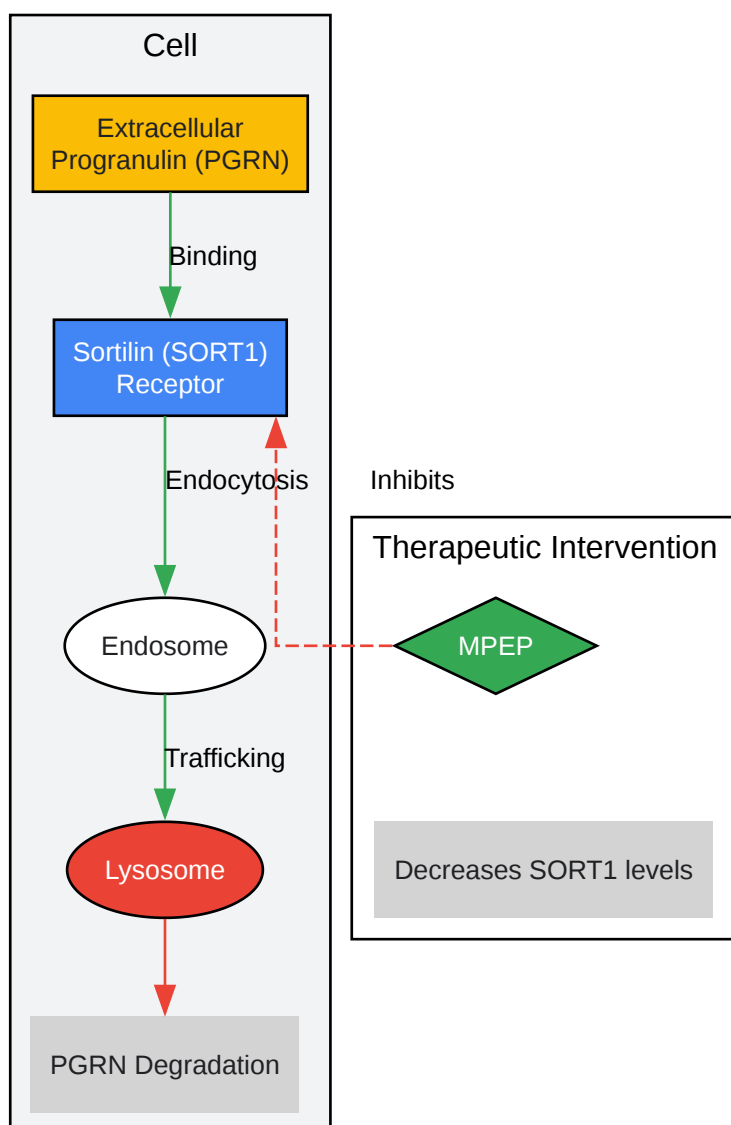 Cell
Extracellular
Progranulin (PGRN)
Binding
Sortilin (SORT1)
Receptor
Endocytosis
Inhibits
Therapeutic Intervention
Endosome
MPEP
Trafficking
Lysosome
Decreases SORT1 levels
PGRN Degradation